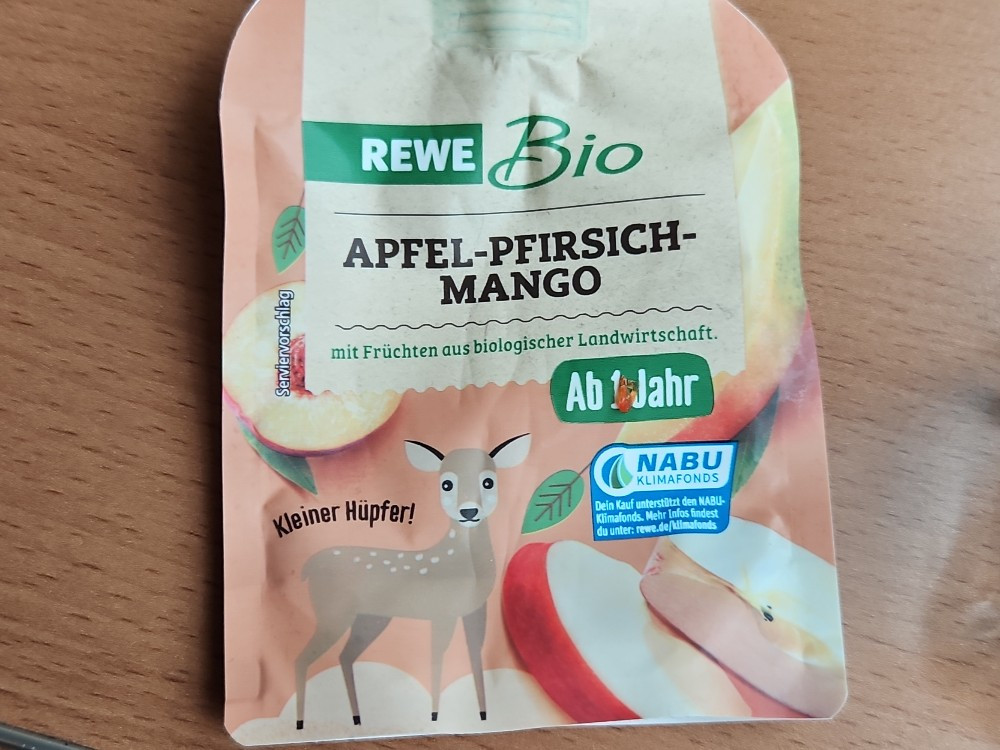 REWE Bio
APFEL-PFIRSICH-
MANGO
mit Früchten aus biologischer Landwirtschaft.
Serviervorschlag
Ab 1 Jahr
NABU
KLIMAFONDS
Dein Kauf unterstützt den NABU-
Klimafonds. Mehr Infos findest
du unter: rewe.de/klimafonds
Kleiner Hüpfer!